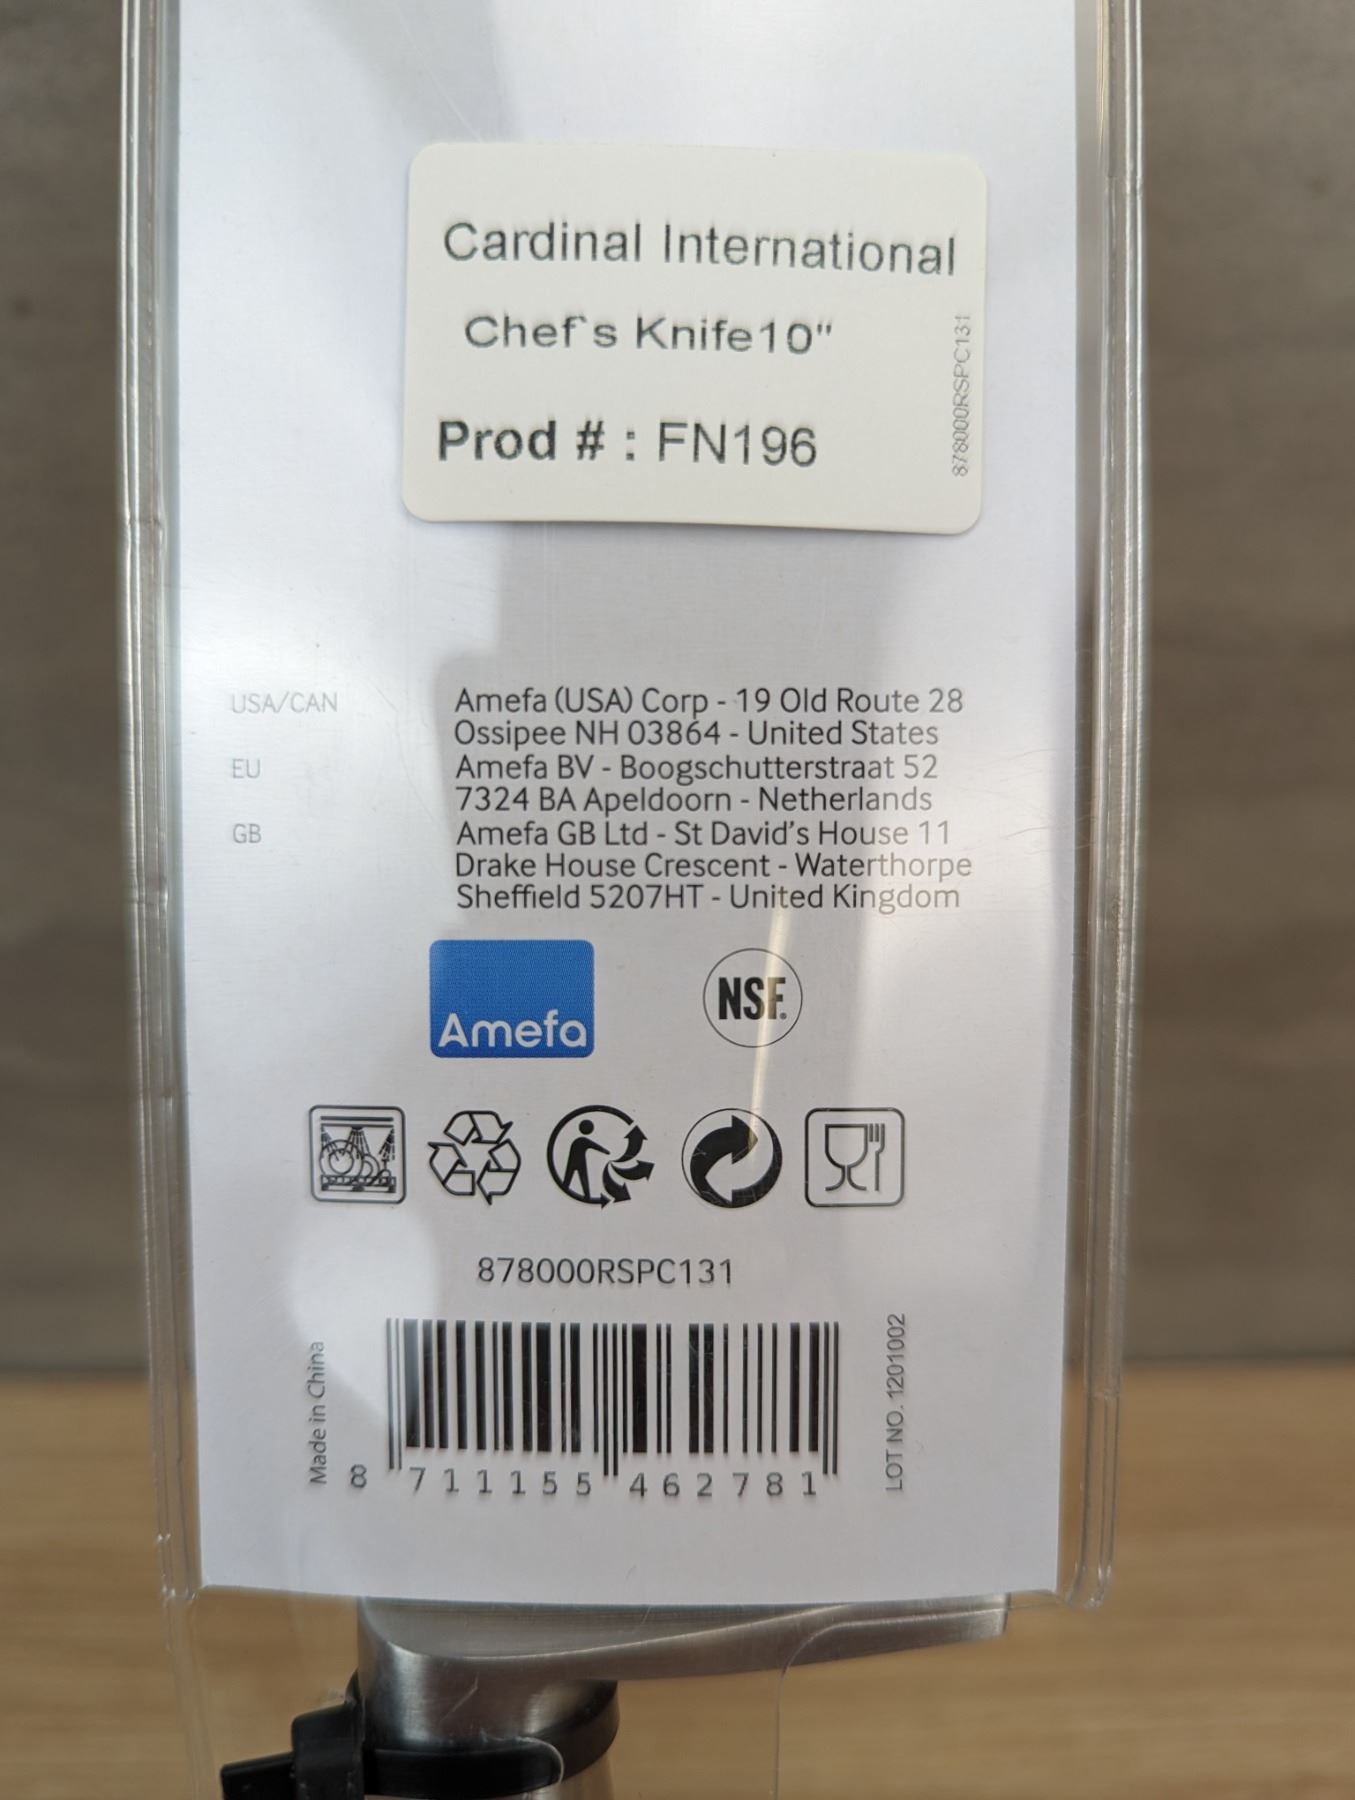 Cardinal International
Chef`s Knife10"
Prod # : FN196
878000RSPC131
USA/CAN
Amefa (USA) Corp - 19 Old Route 28
Ossipee NH 03864 - United States
EU
Amefa BV - Boogschutterstraat 52
7324 BA Apeldoorn - Netherlands
GB
Amefa GB Ltd - St David's House 11
Drake House Crescent - Waterthorpe
Sheffield 5207HT - United Kingdom
Amefa
NSF®
878000RSPC131
Made in China
8 711155 462781
LOT NO. 1201002